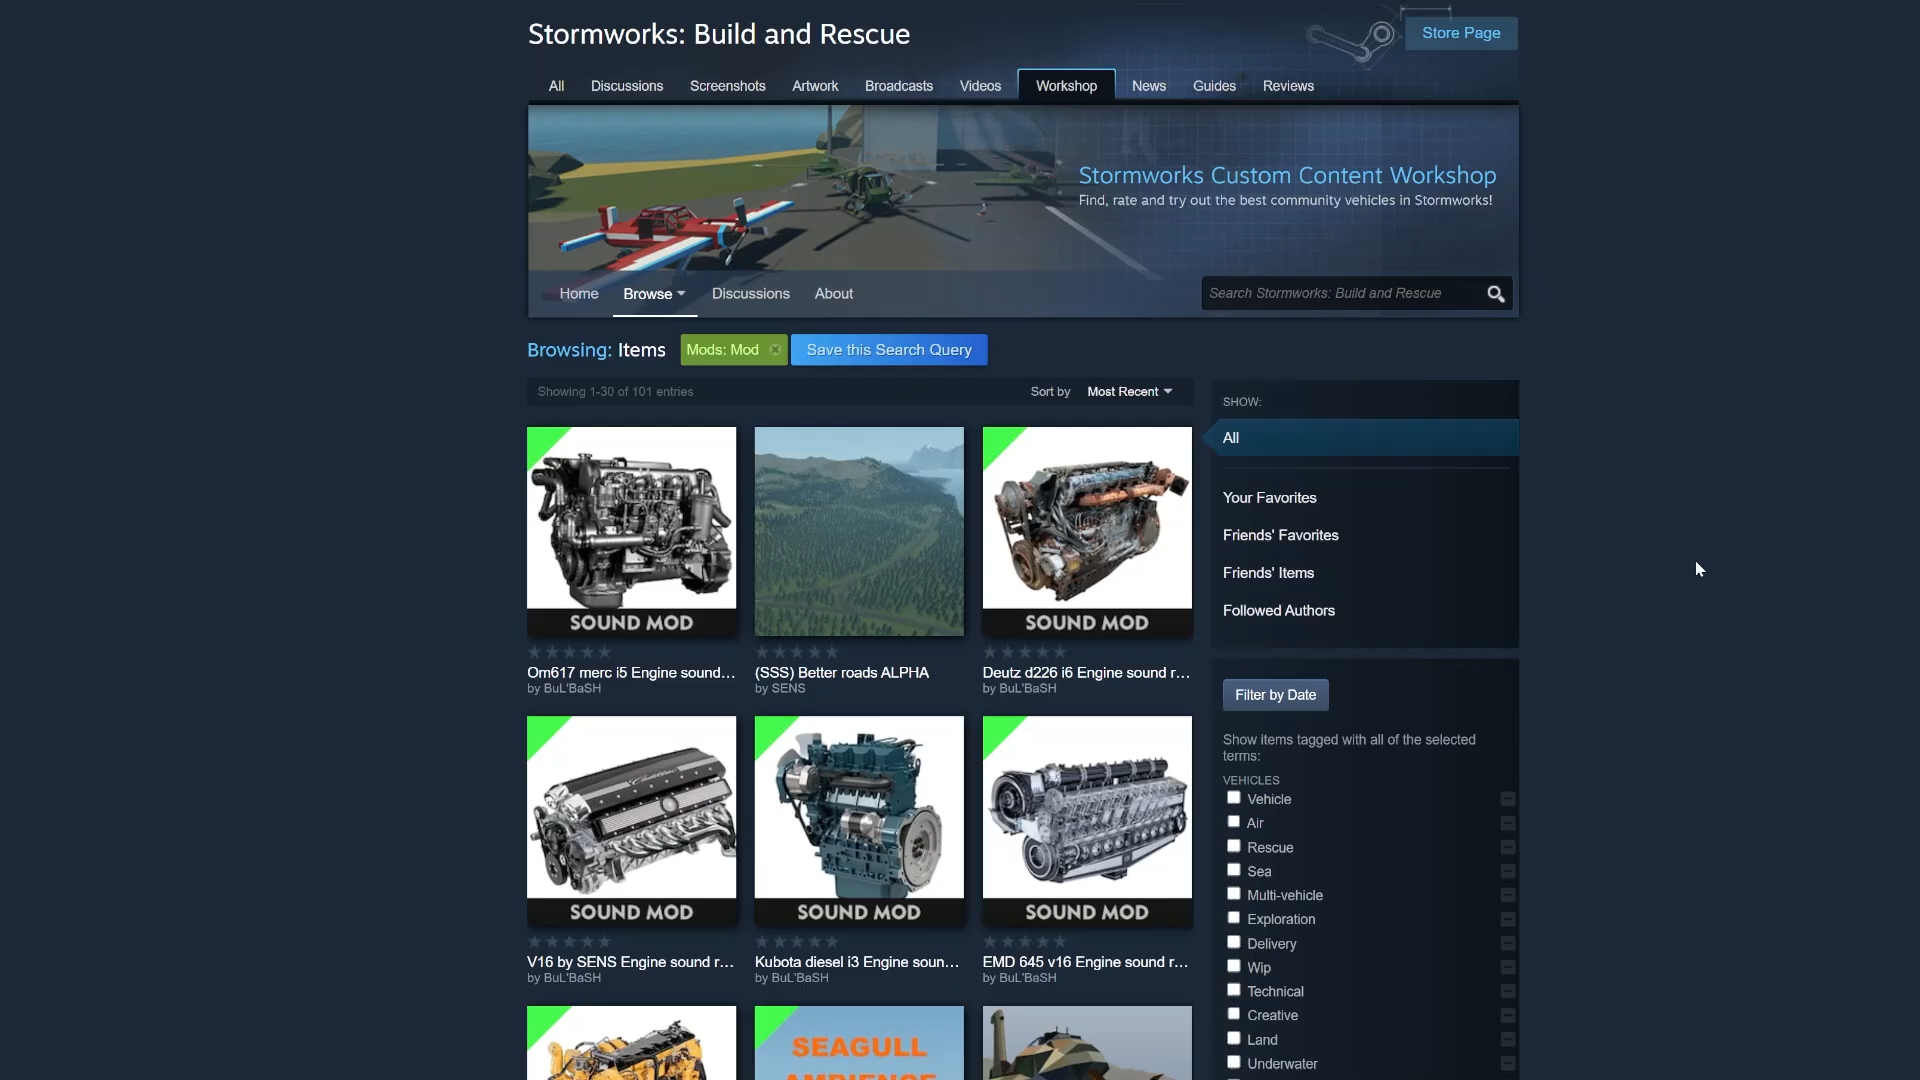 Stormworks: Build and Rescue
Store Page
All
Discussions
Screenshots
Artwork
Broadcasts
Videos
Workshop
News
Guides
Reviews
Stormworks Custom Content Workshop
Find, rate and try out the best community vehicles in Stormworks!
Home
Browse
Discussions
About
Search Stormworks: Build and Rescue
Browsing: Items
Mods: Mod
Save this Search Query
Showing 1-30 of 101 entries
Sort by
Most Recent
SOUND MOD
SOUND MOD
Om617 merc i5 Engine sound...
by BuL'BaSH
(SSS) Better roads ALPHA
by SENS
Deutz d226 i6 Engine sound r...
by BuL'BaSH
SOUND MOD
SOUND MOD
SOUND MOD
V16 by SENS Engine sound r...
by BuL'BaSH
Kubota diesel i3 Engine soun...
by BuL'BaSH
EMD 645 v16 Engine sound r...
by BuL'BaSH
SEAGULL
AMBIENCE
SHOW:
All
Your Favorites
Friends' Favorites
Friends' Items
Followed Authors
Filter by Date
Show items tagged with all of the selected
terms:
VEHICLES
Vehicle
Air
Rescue
Sea
Multi-vehicle
Exploration
Delivery
Wip
Technical
Creative
Land
Underwater